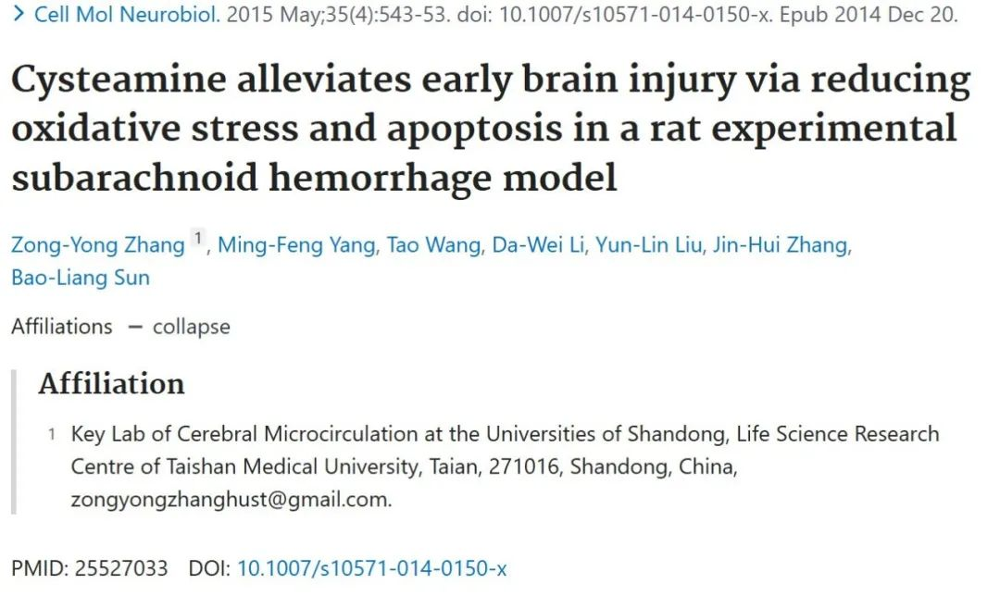 > Cell Mol Neurobiol. 2015 May;35(4):543-53. doi: 10.1007/s10571-014-0150-x. Epub 2014 Dec 20.
Cysteamine alleviates early brain injury via reducing
oxidative stress and apoptosis in a rat experimental
subarachnoid hemorrhage model
Zong-Yong Zhang 1, Ming-Feng Yang, Tao Wang, Da-Wei Li, Yun-Lin Liu, Jin-Hui Zhang,
Bao-Liang Sun
Affiliations — collapse
Affiliation
1 Key Lab of Cerebral Microcirculation at the Universities of Shandong, Life Science Research
Centre of Taishan Medical University, Taian, 271016, Shandong, China,
zongyongzhanghust@gmail.com.
PMID: 25527033 DOI: 10.1007/s10571-014-0150-x